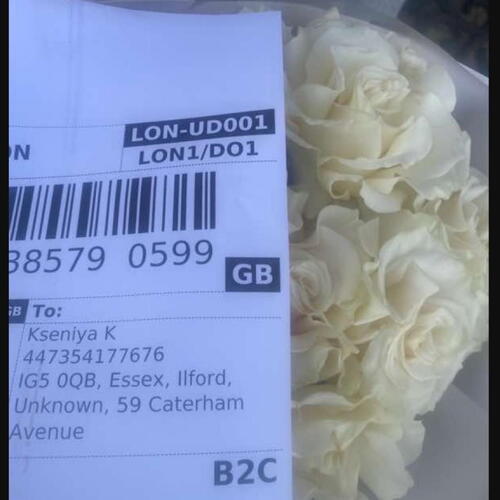 LON-UD001
ON
LON1/DO1
38579 0599
GB
GB To:
Kseniya K
447354177676
IG5 0QB, Essex, Ilford,
Unknown, 59 Caterham
Avenue
B2C